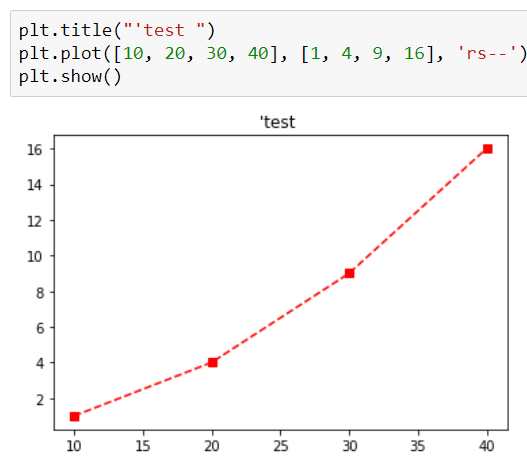 plt.title("'test ")
plt.plot([10, 20, 30, 40], [1, 4, 9, 16], 'rs--')
plt.show()
'test
16
14
12
10
8
6
4
2
10 15 20 25 30 35 40